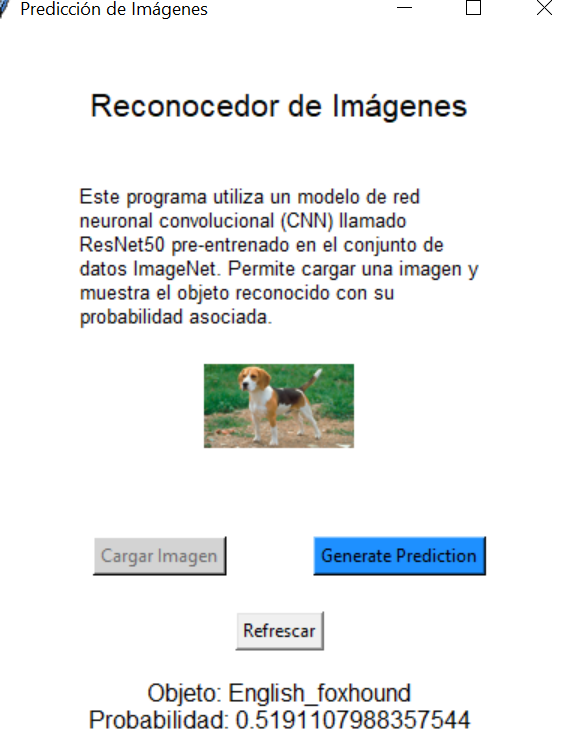 Predicción de Imágenes
Reconocedor de Imágenes
Este programa utiliza un modelo de red
neuronal convolucional (CNN) llamado
ResNet50 pre-entrenado en el conjunto de
datos ImageNet. Permite cargar una imagen y
muestra el objeto reconocido con su
probabilidad asociada.
Cargar Imagen
Generate Prediction
Refrescar
Objeto: English_foxhound
Probabilidad: 0.5191107988357544